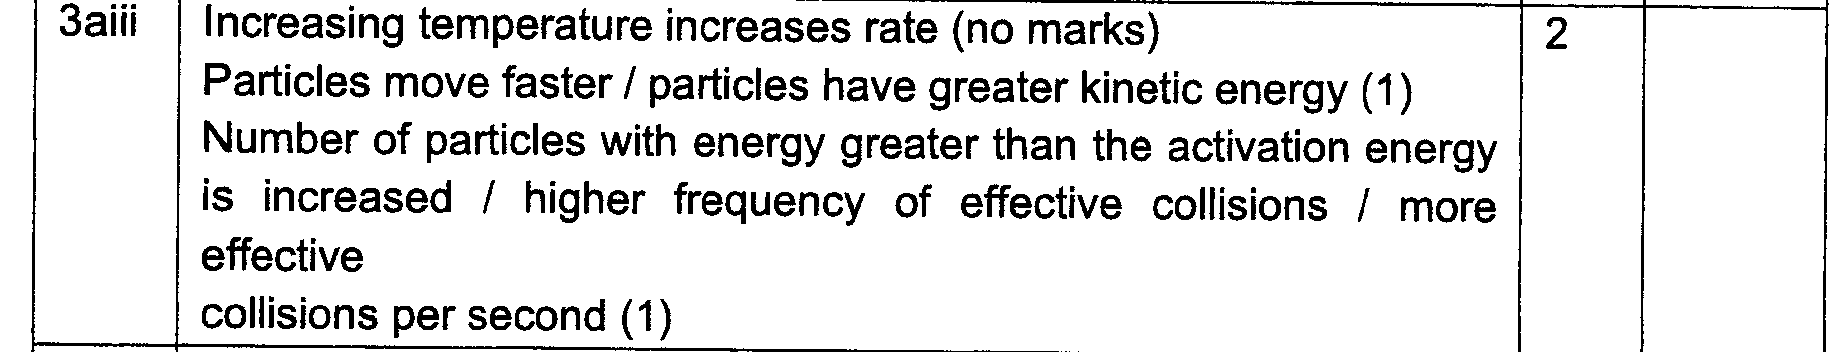 3aiii Increasing temperature increases rate (no marks) 2
Particles move faster / particles have greater kinetic energy (1)
Number of particles with energy greater than the activation energy
is increased / higher frequency of effective collisions / more
effective
collisions per second (1)